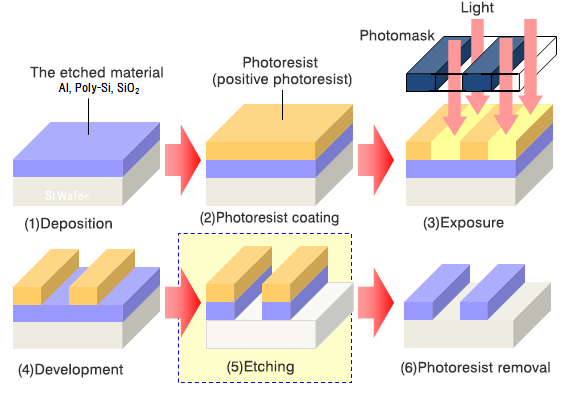 Light
Photomask
Photoresist
(positive photoresist)
The etched material
Al, Poly-Si, SiO₂
Si Wafer
(1)Deposition
(2)Photoresist coating
(3)Exposure
(4)Development
(5)Etching
(6)Photoresist removal